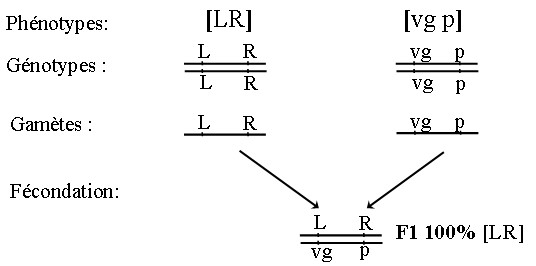 Phénotypes: [LR] [vg p]
L R vg p
Génotypes :
L R vg p
Gamètes : L R vg p
Fécondation:
L R
F1 100% [LR]
vg p